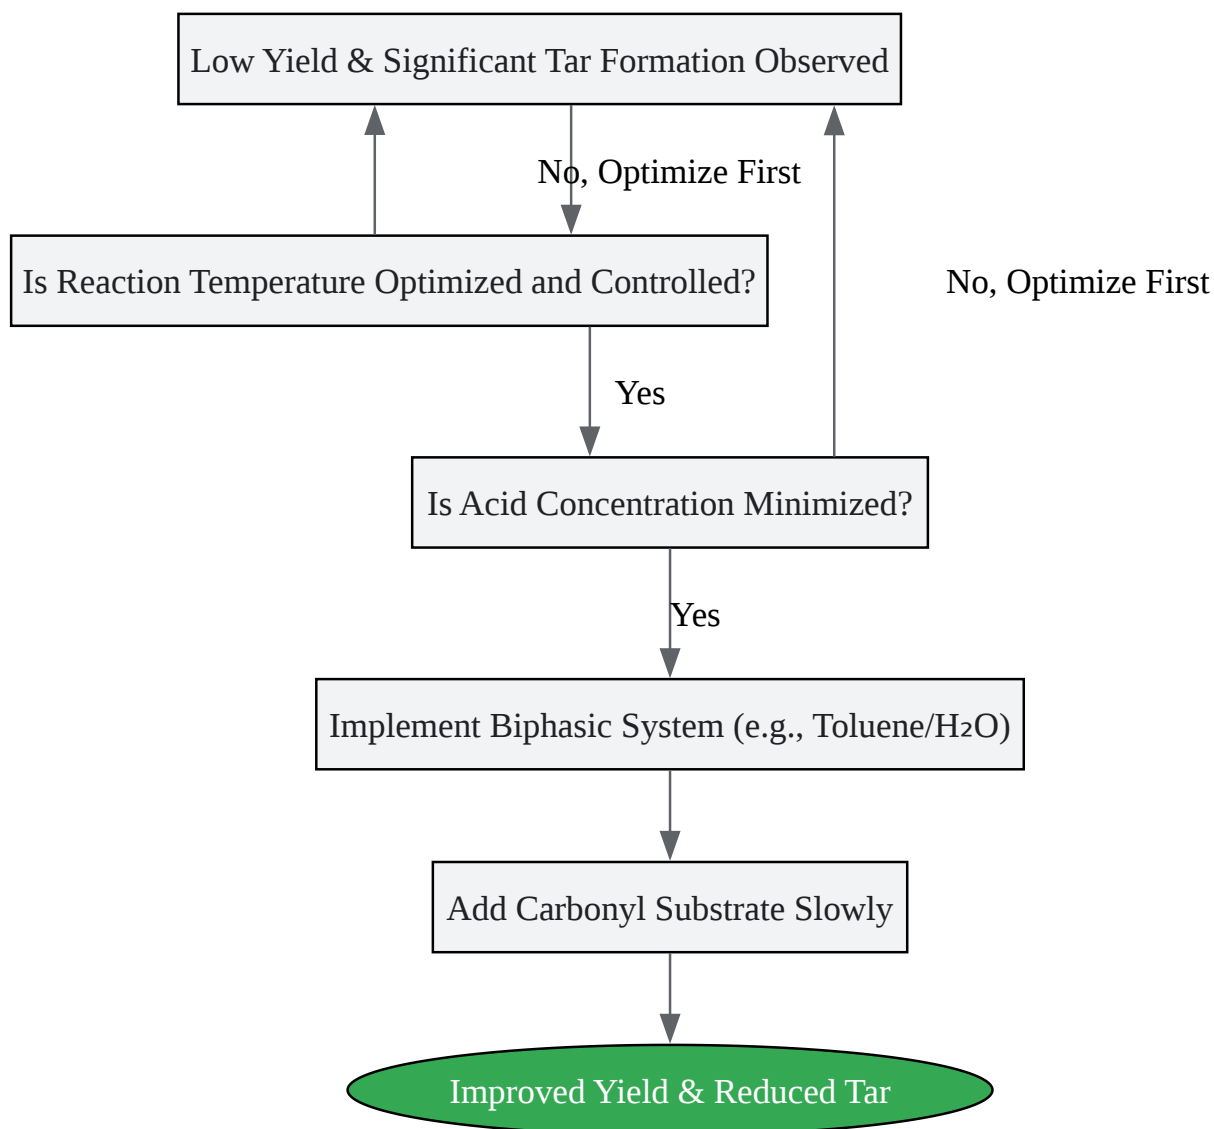 Low Yield & Significant Tar Formation Observed
No, Optimize First
Is Reaction Temperature Optimized and Controlled?
No, Optimize First
Yes
Is Acid Concentration Minimized?
Yes
Implement Biphasic System (e.g., Toluene/H₂O)
Add Carbonyl Substrate Slowly
Improved Yield & Reduced Tar